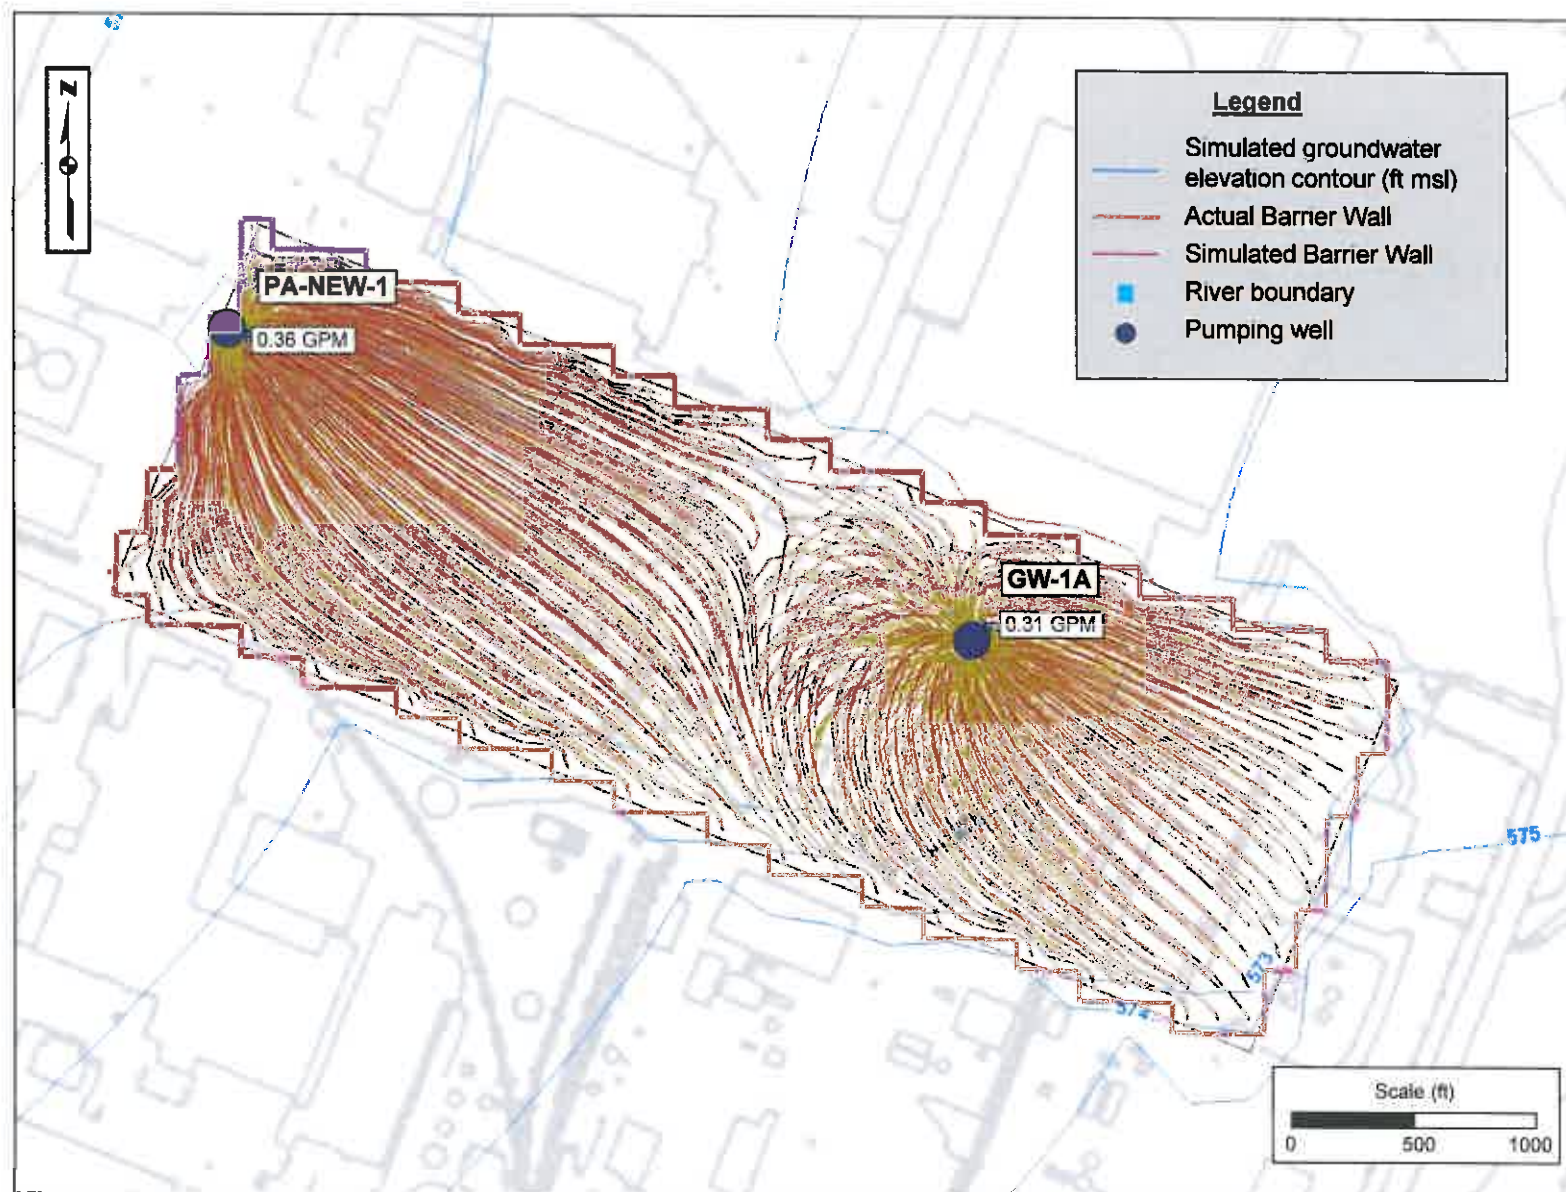 N
Legend
Simulated groundwater
elevation contour (ft msl)
Actual Barrier Wall
Simulated Barrier Wall
River boundary
Pumping well
PA-NEW-1
0.36 GPM
GW-1A
0.31 GPM
575
573
574
Scale (ft)
0 500 1000